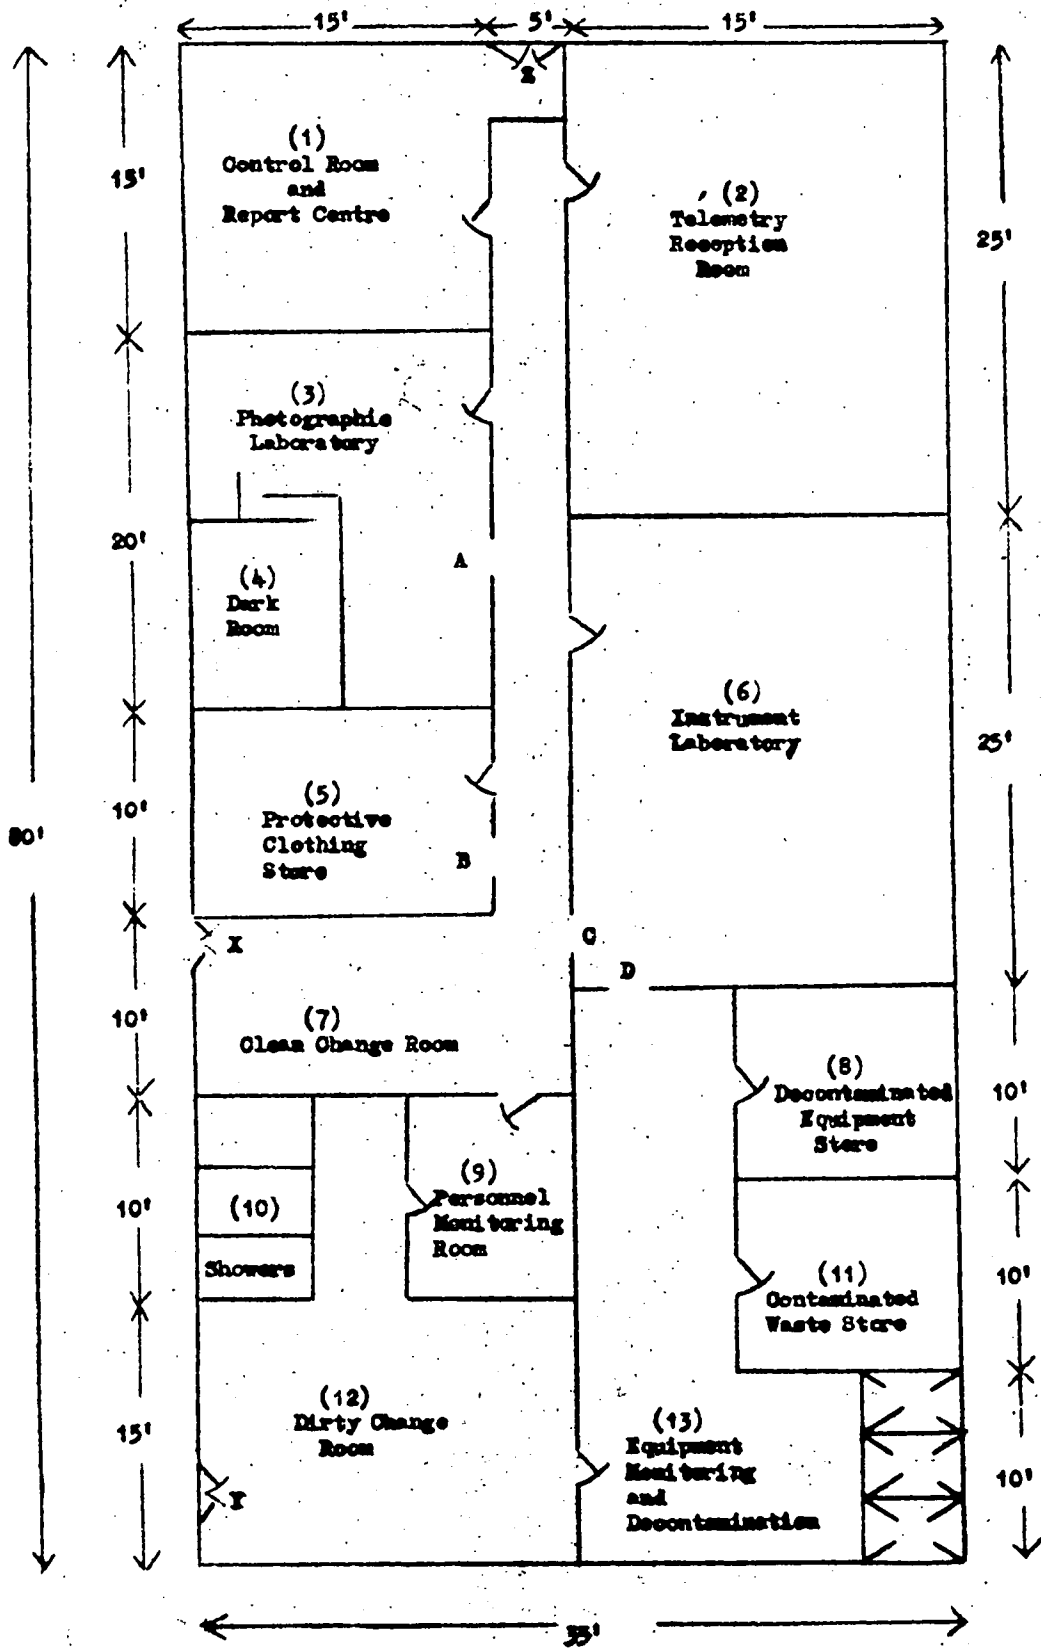 15' 5' 15'
Z
(1)
Control Room
and
Report Centre
15'
(2)
Telemetry
Reception
Room
25'
(3)
Photographic
Laboratory
20'
A
(4)
Dark
Room
(6)
Instrument
Laboratory
25'
(5)
Protective
Clothing
Store
10'
80'
B
X
C
D
(7)
Clean Change Room
10'
(8)
Decontaminated
Equipment
Store
10'
(9)
Personnel
Monitoring
Room
(10)
Showers
10'
(11)
Contaminated
Waste Store
10'
(12)
Dirty Change
Room
15'
Y
(13)
Equipment
Monitoring
and
Decontamination
10'
35'